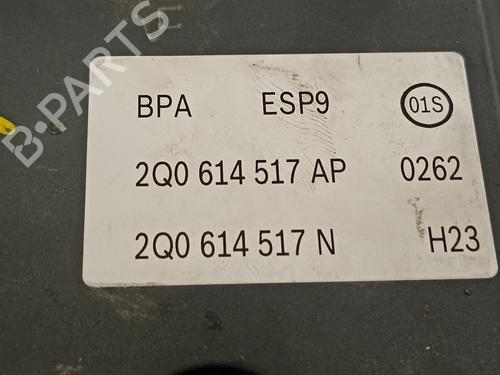 B-PARTS
BPA ESP9 01S
2Q0 614 517 AP 0262
2Q0 614 517 N H23